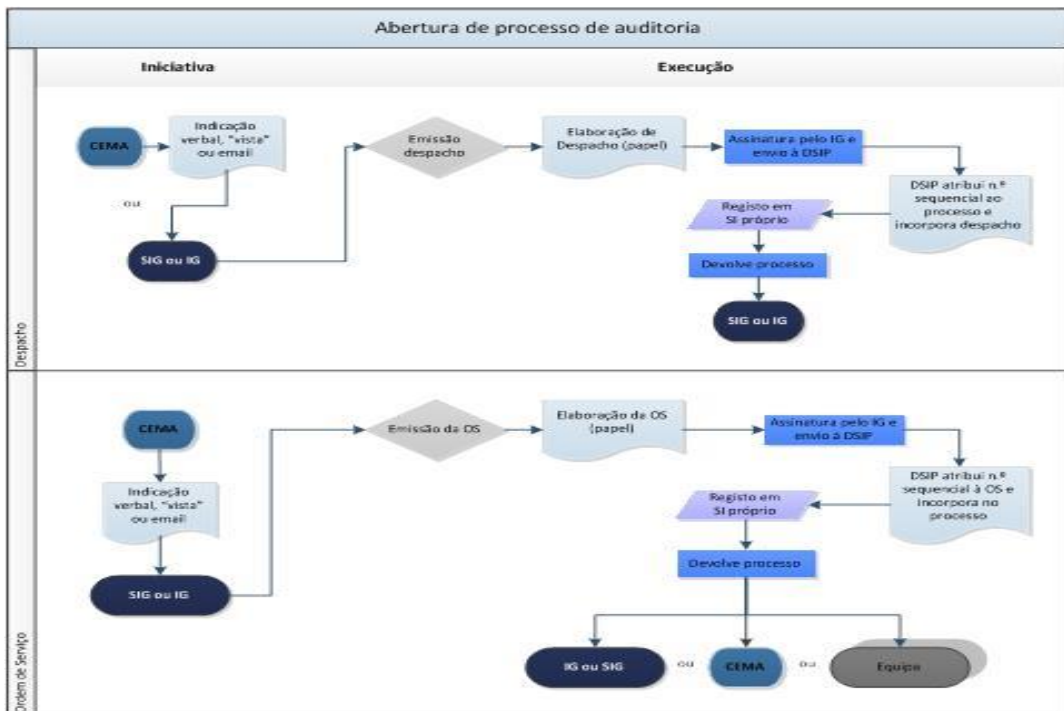 Abertura de processo de auditoria
Iniciativa
Execução
Despacho
CEMA
Indicação
verbal, "vista"
ou email
ou
SIG ou IG
Emissão
despacho
Elaboração de
Despacho (papel)
Assinatura pelo IG e
envio à DSIP
DSIP atribui n.º
sequencial ao
processo e
incorpora despacho
Registo em
SI próprio
Devolve processo
SIG ou IG
Ordem de Serviço
CEMA
Indicação
verbal, "vista"
ou email
SIG ou IG
Emissão da OS
Elaboração da OS
(papel)
Assinatura pelo IG e
envio à DSIP
DSIP atribui n.º
sequencial à OS e
incorpora no
processo
Registo em
SI próprio
Devolve processo
IG ou SIG
ou
CEMA
ou
Equipa